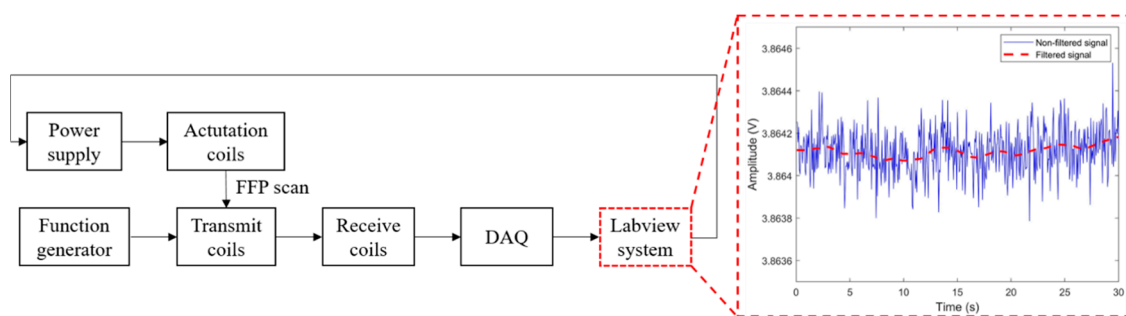 Power
supply
Actutation
coils
FFP scan
Function
generator
Transmit
coils
Receive
coils
DAQ
Labview
system
Non-filtered signal
Filtered signal
Amplitude (V)
3.8646
3.8644
3.8642
3.864
3.8638
3.8636
0 5 10 15 20 25 30
Time (s)